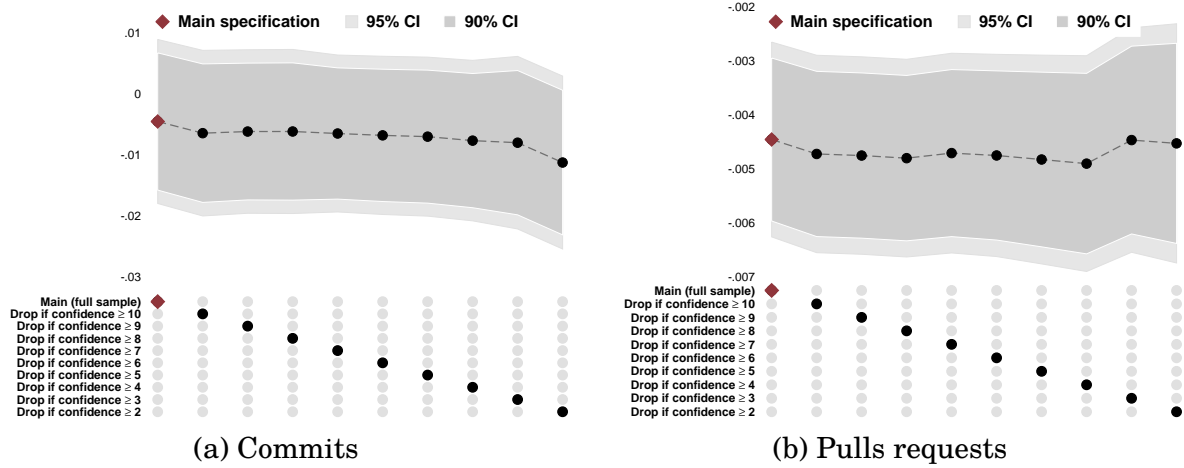 Main specification 95% CI 90% CI
.01
0
-.01
-.02
-.03
Main (full sample)
Drop if confidence ≥ 10
Drop if confidence ≥ 9
Drop if confidence ≥ 8
Drop if confidence ≥ 7
Drop if confidence ≥ 6
Drop if confidence ≥ 5
Drop if confidence ≥ 4
Drop if confidence ≥ 3
Drop if confidence ≥ 2
(a) Commits
-.002
Main specification 95% CI 90% CI
-.003
-.004
-.005
-.006
-.007
Main (full sample)
Drop if confidence ≥ 10
Drop if confidence ≥ 9
Drop if confidence ≥ 8
Drop if confidence ≥ 7
Drop if confidence ≥ 6
Drop if confidence ≥ 5
Drop if confidence ≥ 4
Drop if confidence ≥ 3
Drop if confidence ≥ 2
(b) Pulls requests